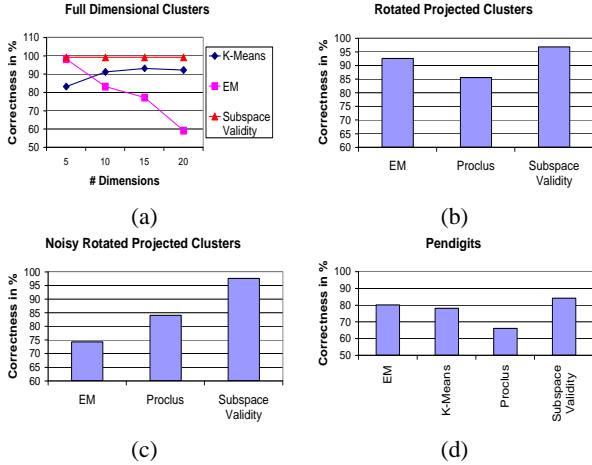 Full Dimensional Clusters
Correctness in %
110
100
90
80
70
60
50
5 10 15 20
# Dimensions
K-Means
EM
Subspace
Validity
(a)
Rotated Projected Clusters
Correctness in %
100
95
90
85
80
75
70
65
60
EM Proclus Subspace
Validity
(b)
Noisy Rotated Projected Clusters
Correctness in %
100
95
90
85
80
75
70
65
60
EM Proclus Subspace
Validity
(c)
Pendigits
Correctness in %
100
90
80
70
60
50
EM
K-Means
Proclus
Subspace
Validity
(d)